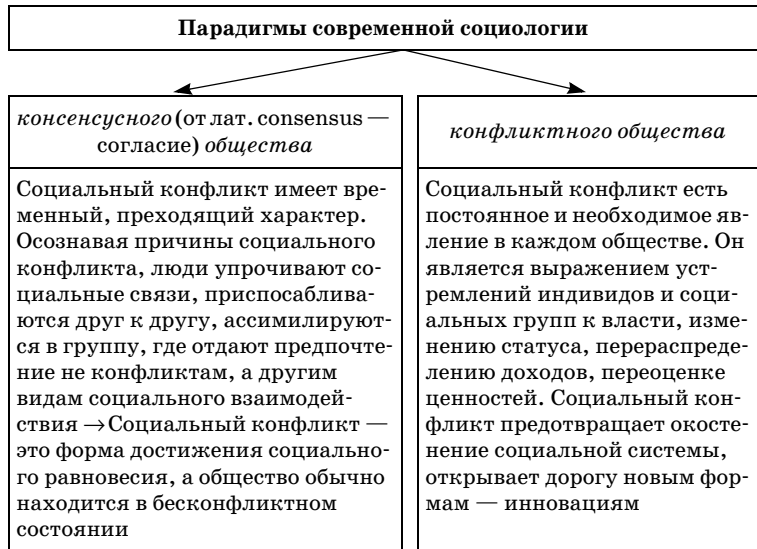 Парадигмы современной социологии
консенсусного (от лат. consensus —
согласие) общества
Социальный конфликт имеет вре-
менный, преходящий характер.
Осознавая причины социального
конфликта, люди упрочивают со-
циальные связи, приспосаблива-
ются друг к другу, ассимилируют-
ся в группу, где отдают предпочте-
ние не конфликтам, а другим
видам социального взаимодей-
ствия → Социальный конфликт —
это форма достижения социально-
го равновесия, а общество обычно
находится в бесконфликтном
состоянии
конфликтного общества
Социальный конфликт есть
постоянное и необходимое яв-
ление в каждом обществе. Он
является выражением уст-
ремлений индивидов и соци-
альных групп к власти, изме-
нению статуса, перераспреде-
лению доходов, переоценке
ценностей. Социальный кон-
фликт предотвращает окосте-
нение социальной системы,
открывает дорогу новым фор-
мам — инновациям